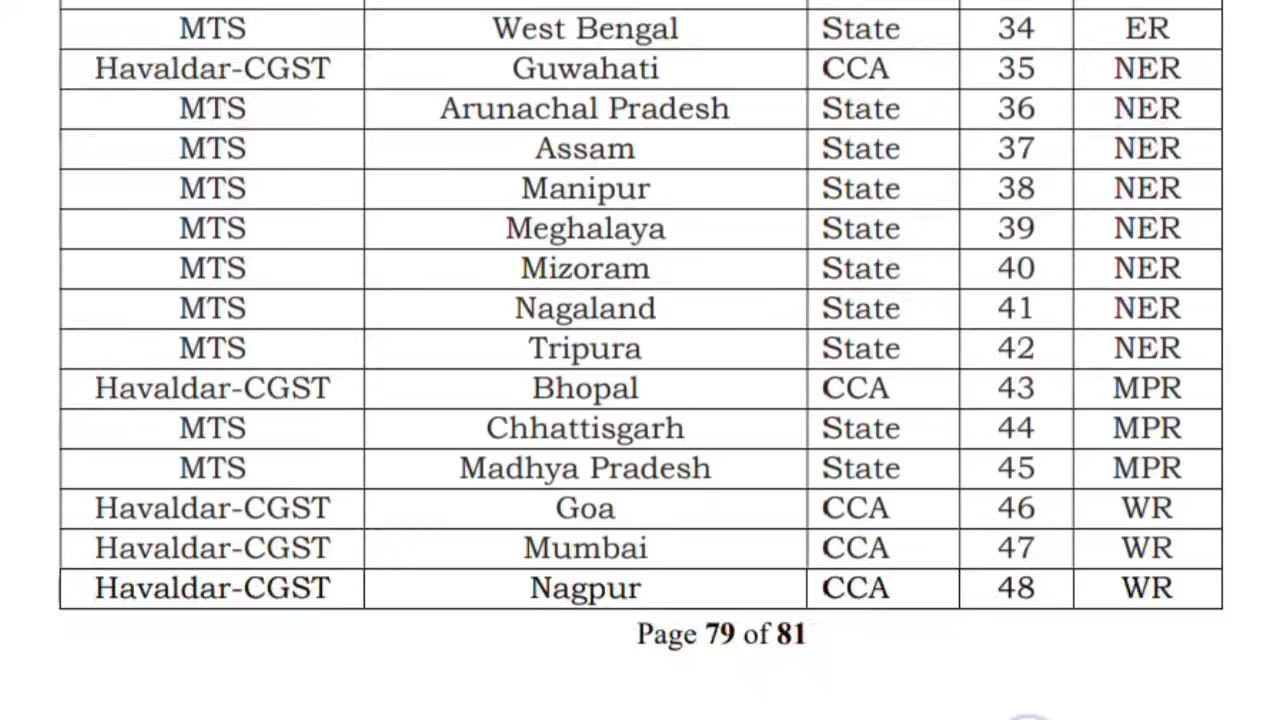 MTS West Bengal State 34 ER
Havaldar-CGST Guwahati CCA 35 NER
MTS Arunachal Pradesh State 36 NER
MTS Assam State 37 NER
MTS Manipur State 38 NER
MTS Meghalaya State 39 NER
MTS Mizoram State 40 NER
MTS Nagaland State 41 NER
MTS Tripura State 42 NER
Havaldar-CGST Bhopal CCA 43 MPR
MTS Chhattisgarh State 44 MPR
MTS Madhya Pradesh State 45 MPR
Havaldar-CGST Goa CCA 46 WR
Havaldar-CGST Mumbai CCA 47 WR
Havaldar-CGST Nagpur CCA 48 WR
Page 79 of 81